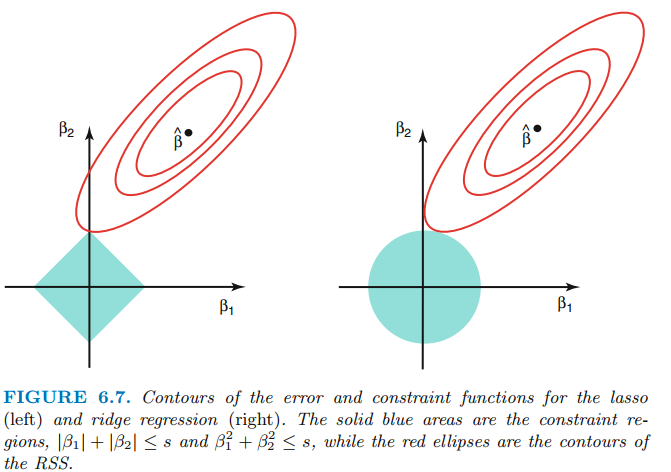 β₂
β̂
β₁
β₂
β̂
β₁
FIGURE 6.7. Contours of the error and constraint functions for the lasso
(left) and ridge regression (right). The solid blue areas are the constraint re-
gions, |β₁| + |β₂| ≤ s and β₁² + β₂² ≤ s, while the red ellipses are the contours of
the RSS.